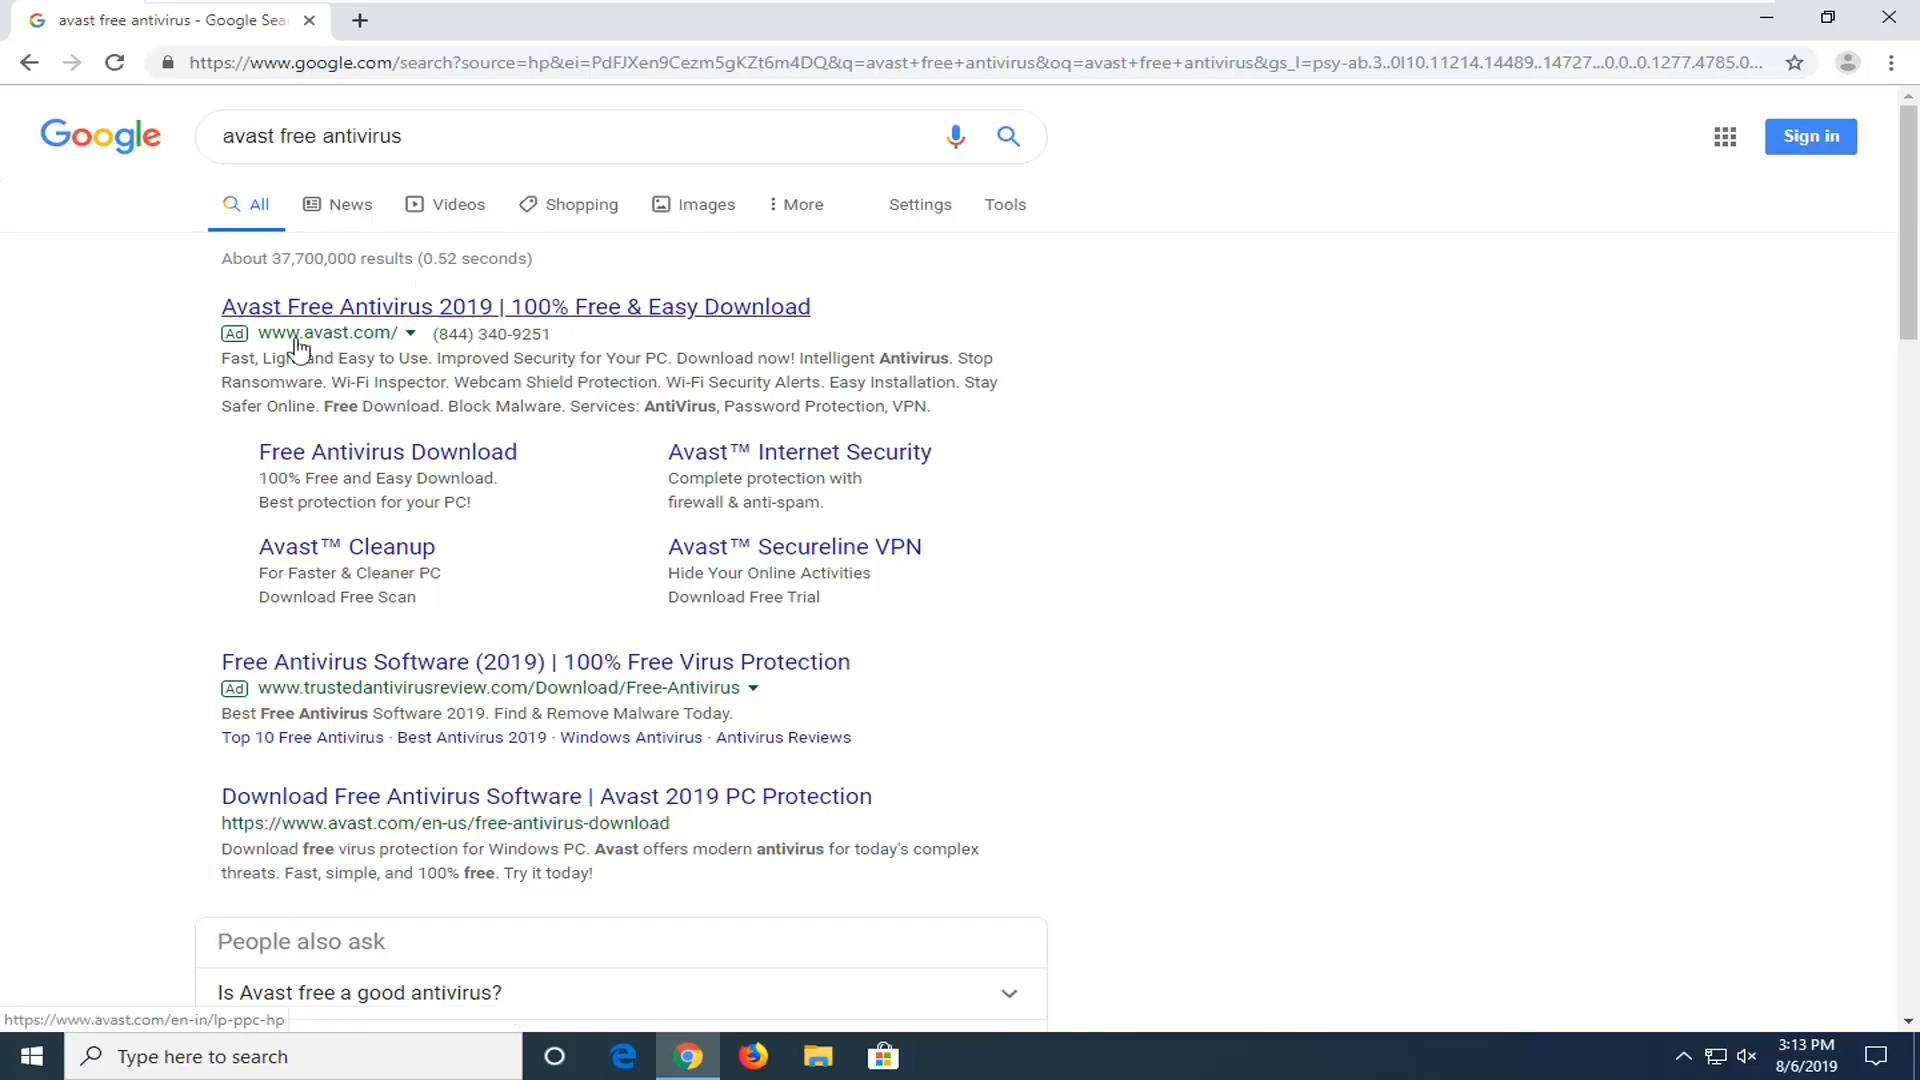 avast free antivirus - Google Sea
https://www.google.com/search?source=hp&ei=PdFJXen9Cezm5gKZt6m4DQ&q=avast+free+antivirus&oq=avast+free+antivirus&gs_l=psy-ab.3..0l10.11214.14489..14727...0.0..0.1277.4785.0...
Google
avast free antivirus
Sign in
All News Videos Shopping Images More Settings Tools
About 37,700,000 results (0.52 seconds)
Avast Free Antivirus 2019 | 100% Free & Easy Download
Ad www.avast.com/ (844) 340-9251
Fast, Light and Easy to Use. Improved Security for Your PC. Download now! Intelligent Antivirus. Stop
Ransomware. Wi-Fi Inspector. Webcam Shield Protection. Wi-Fi Security Alerts. Easy Installation. Stay
Safer Online. Free Download. Block Malware. Services: AntiVirus, Password Protection, VPN.
Free Antivirus Download
100% Free and Easy Download.
Best protection for your PC!
Avast™ Internet Security
Complete protection with
firewall & anti-spam.
Avast™ Cleanup
For Faster & Cleaner PC
Download Free Scan
Avast™ Secureline VPN
Hide Your Online Activities
Download Free Trial
Free Antivirus Software (2019) | 100% Free Virus Protection
Ad www.trustedantivirusreview.com/Download/Free-Antivirus
Best Free Antivirus Software 2019. Find & Remove Malware Today.
Top 10 Free Antivirus · Best Antivirus 2019 · Windows Antivirus · Antivirus Reviews
Download Free Antivirus Software | Avast 2019 PC Protection
https://www.avast.com/en-us/free-antivirus-download
Download free virus protection for Windows PC. Avast offers modern antivirus for today's complex
threats. Fast, simple, and 100% free. Try it today!
People also ask
Is Avast free a good antivirus?
https://www.avast.com/en-in/lp-ppc-hp
Type here to search
3:13 PM
8/6/2019